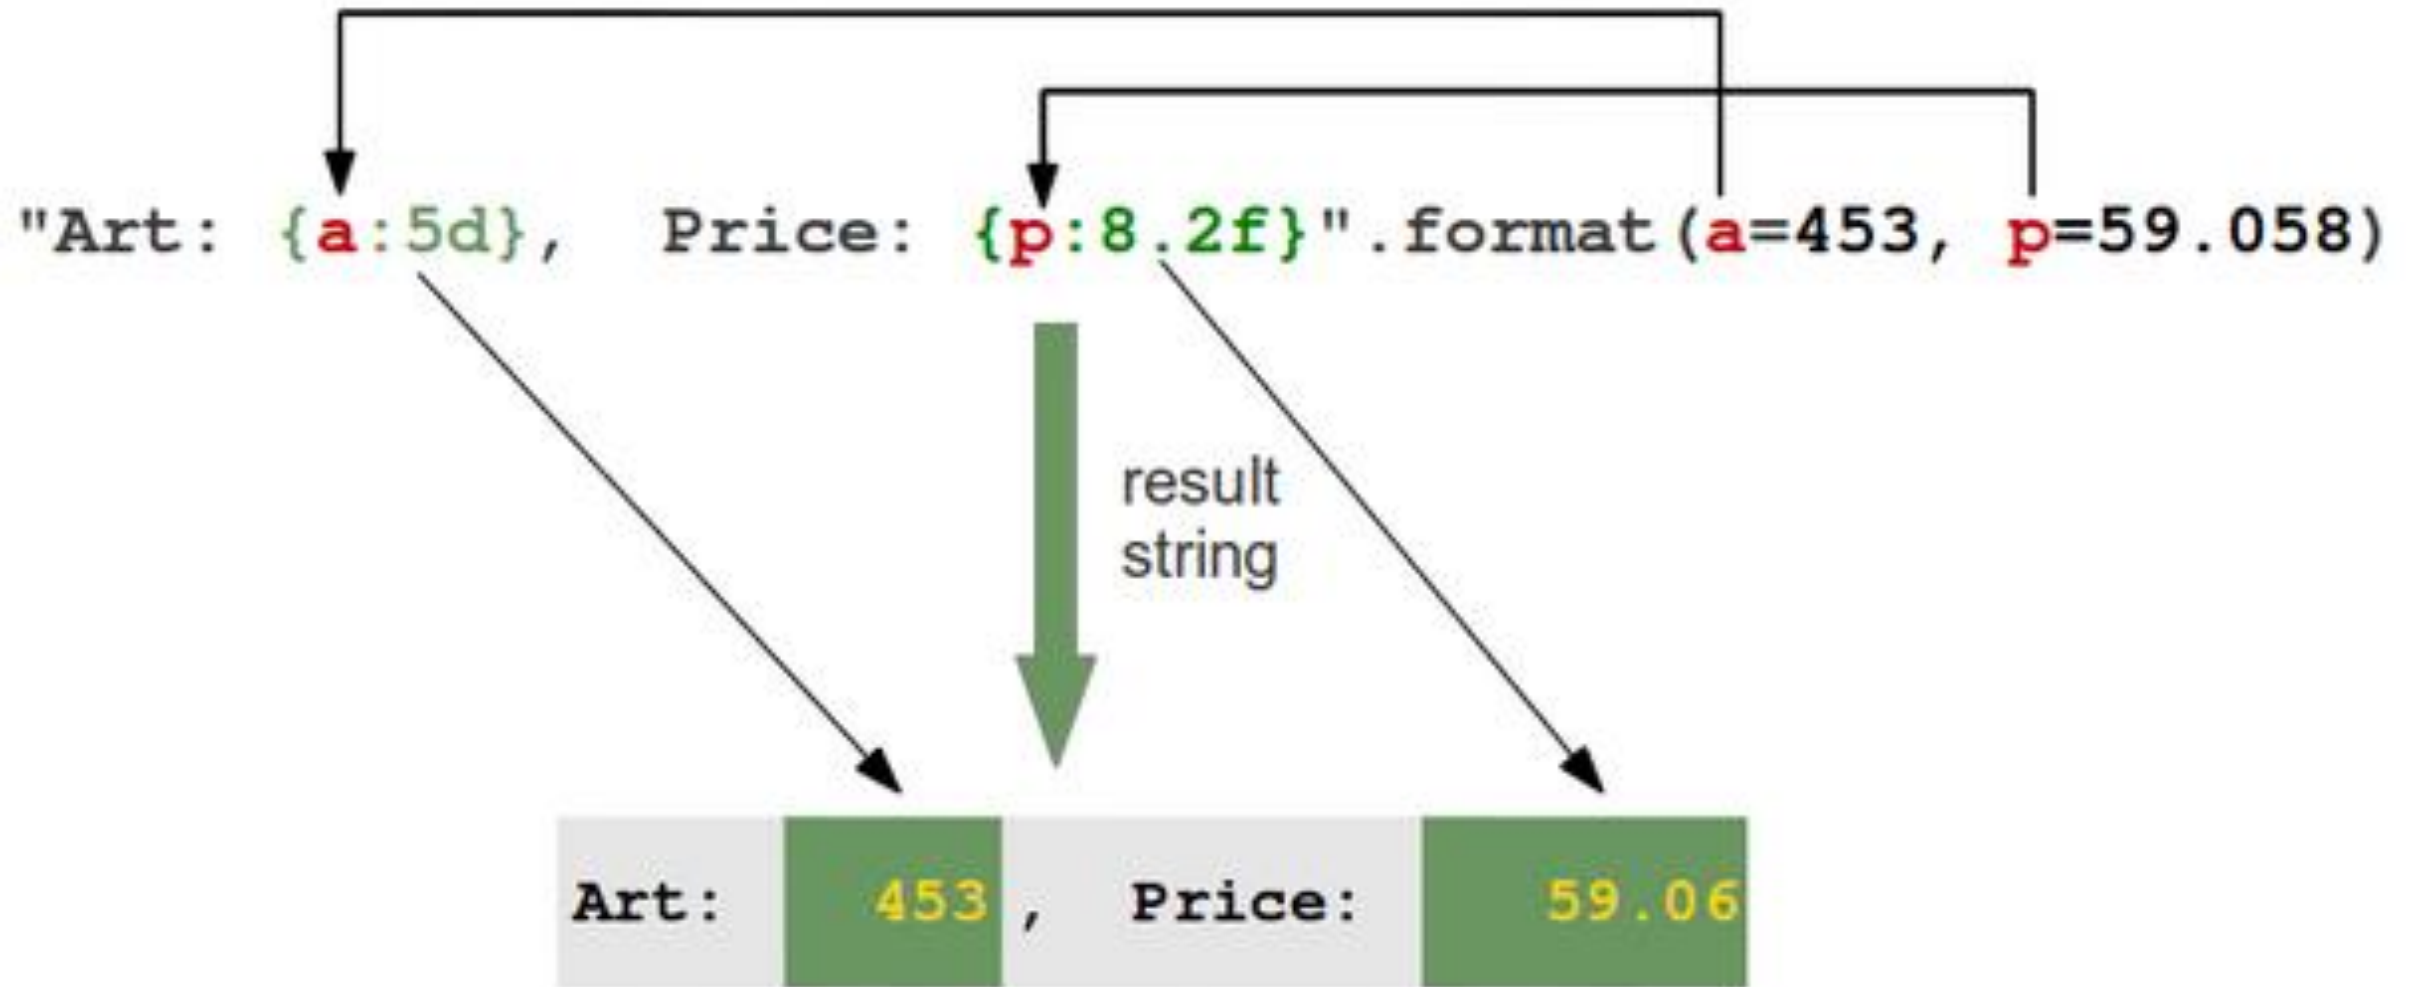 "Art: {a:5d},  Price: {p:8.2f}".format(a=453, p=59.058)
result
string
Art:    453,  Price:    59.06